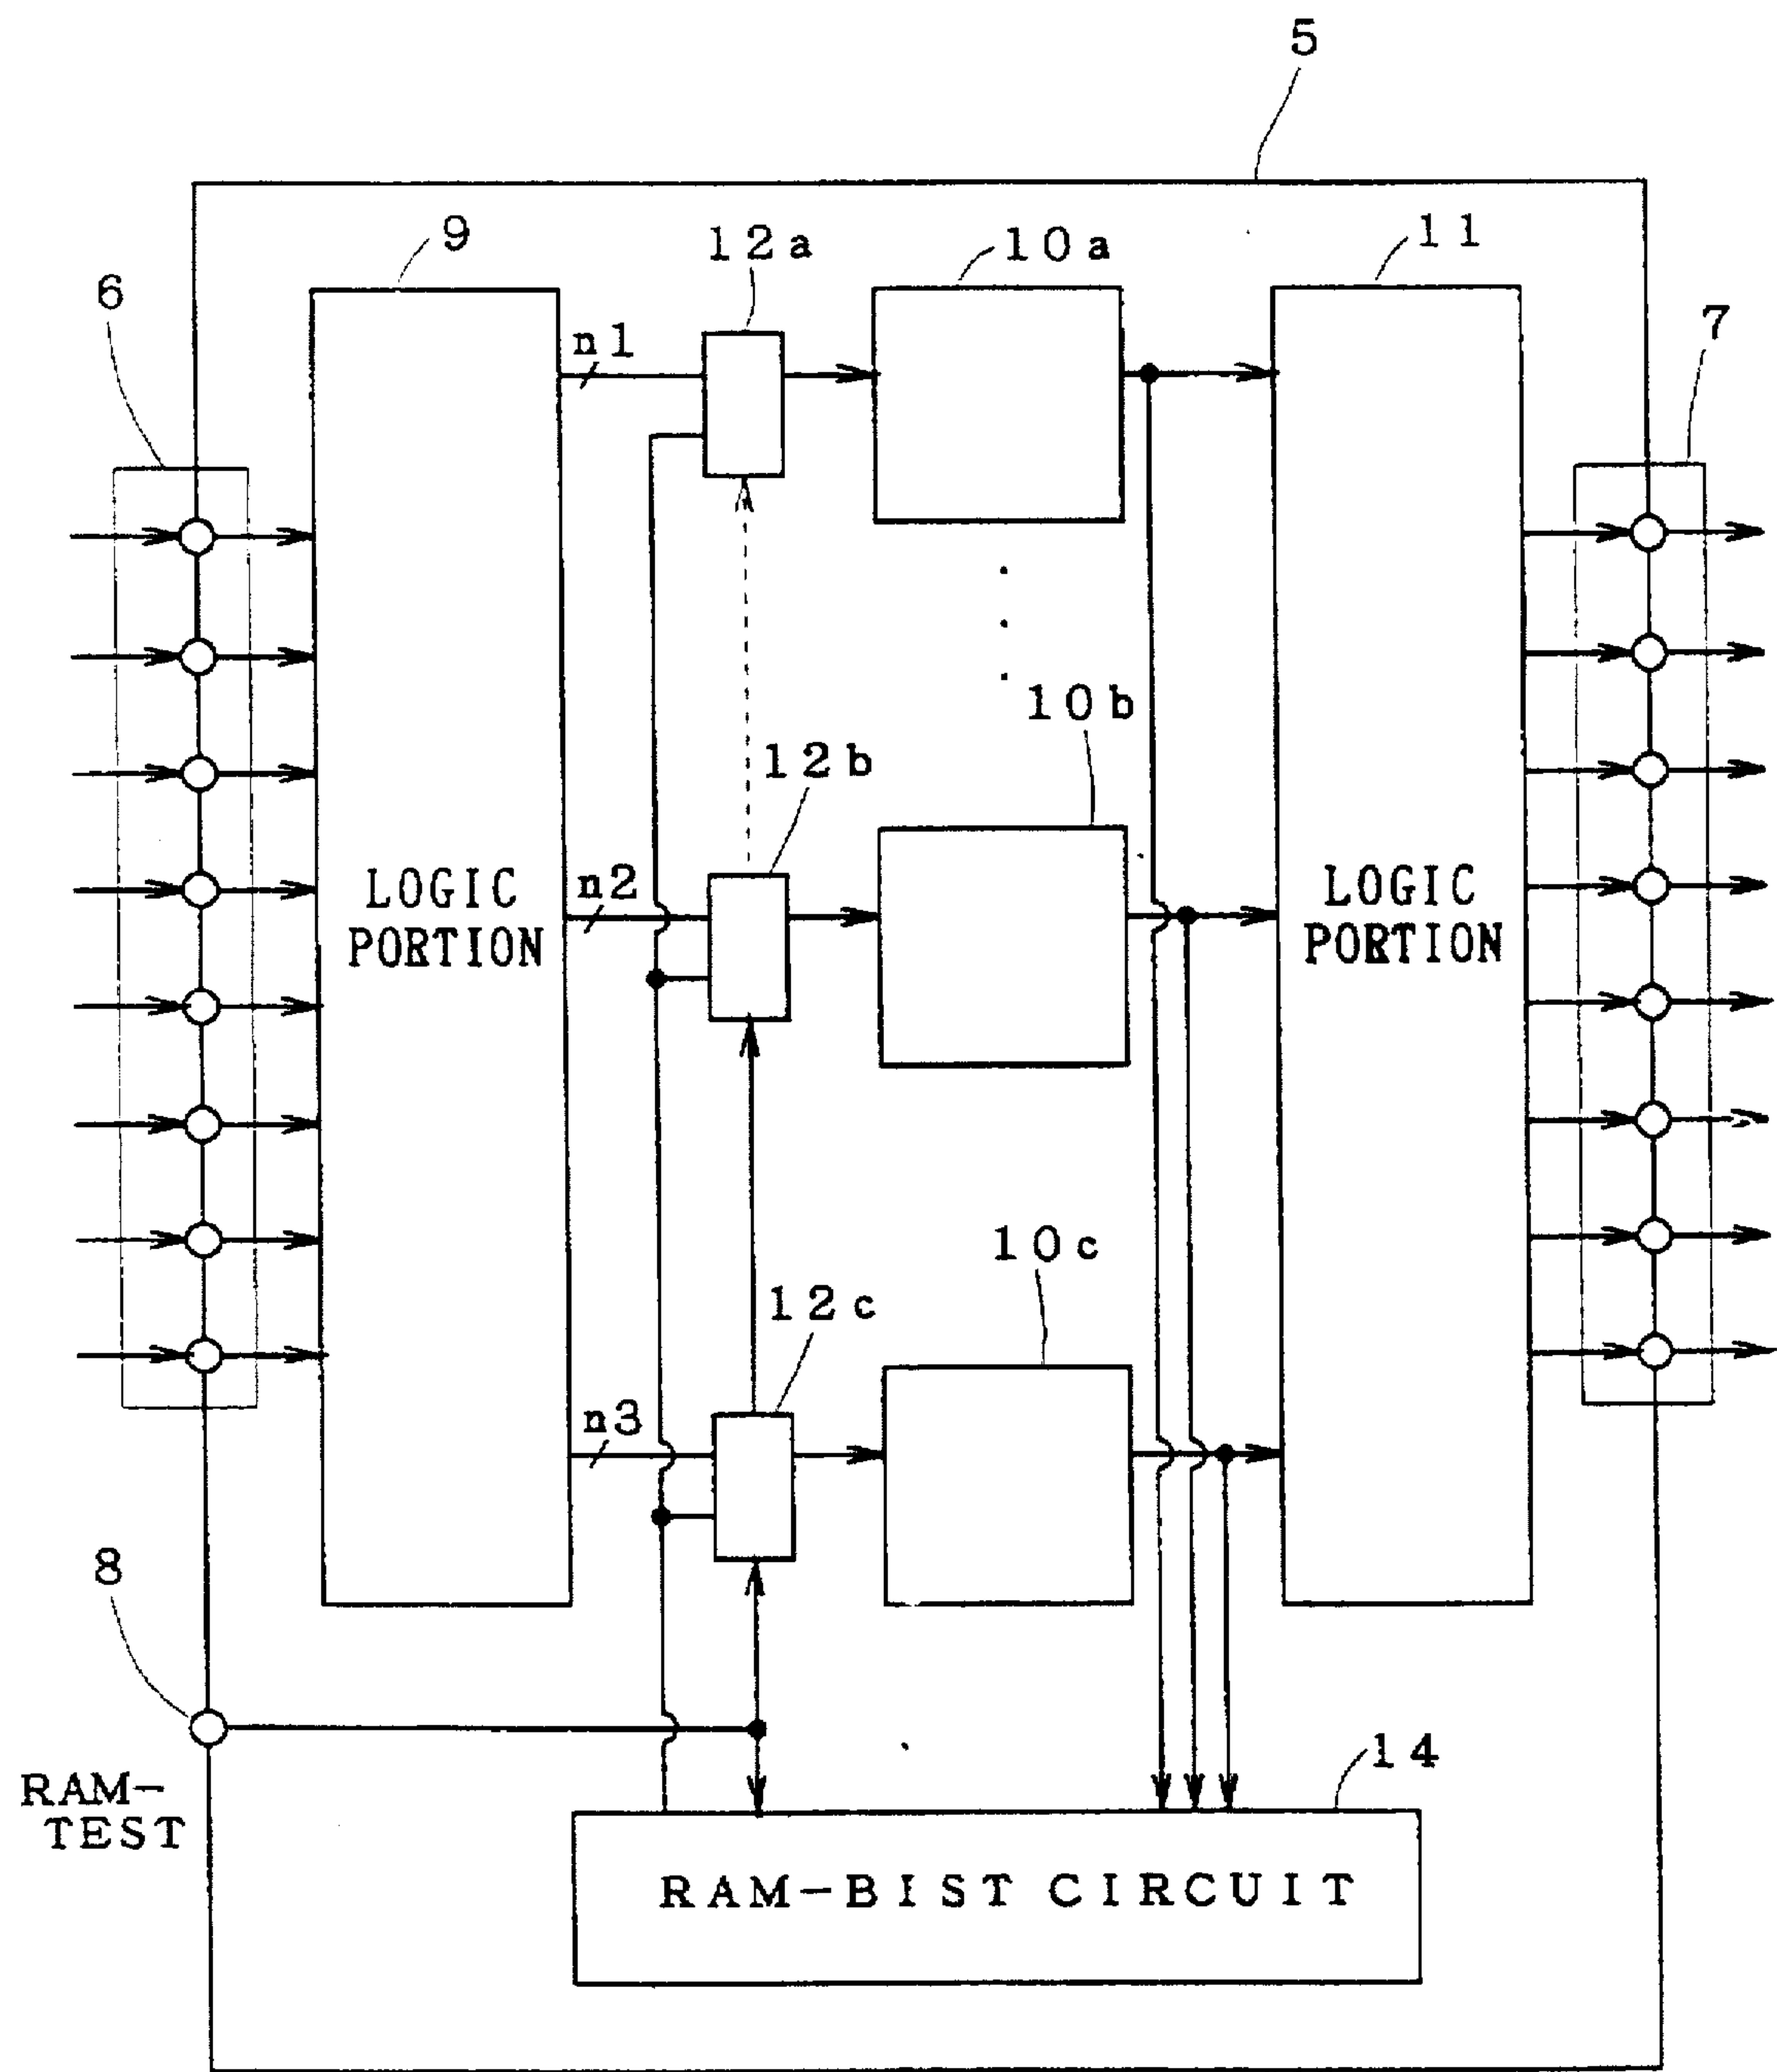 5
9
12a
10a
11
6
7
n1
10b
12b
n2
LOGIC
PORTION
LOGIC
PORTION
10c
12c
n3
8
RAM-
TEST
14
RAM-BIST CIRCUIT